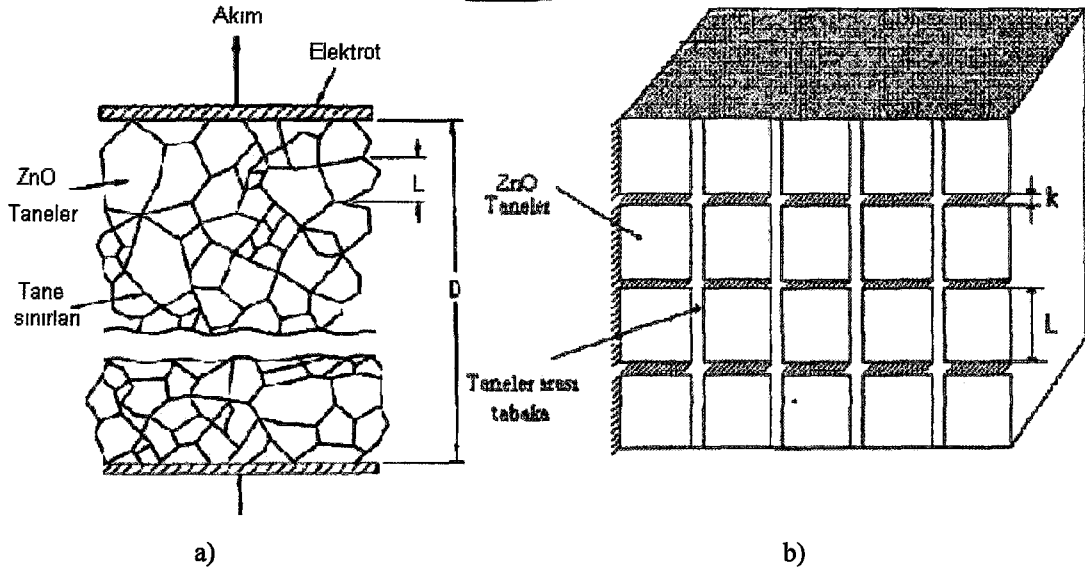 Akım
Elektrot
ZnO
Taneler
L
D
Tane
sınırları
a)
ZnO
Taneler
k
L
Taneler arası
tabaka
b)